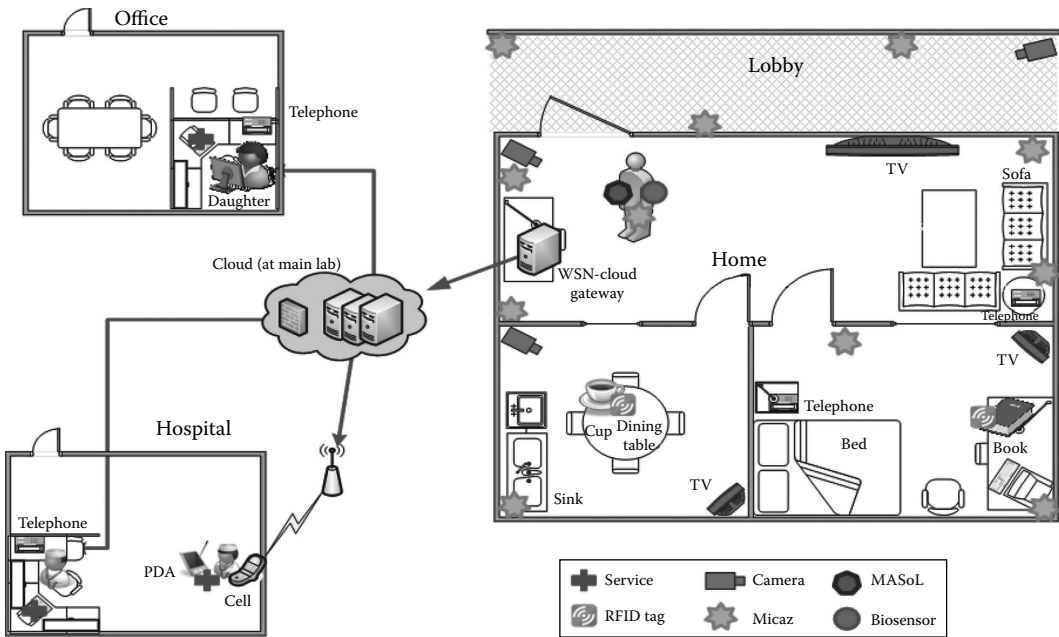 Office
Telephone
Daughter
Cloud (at main lab)
Hospital
Telephone
PDA
Cell
Lobby
TV
Sofa
WSN-cloud
gateway
Home
Telephone
TV
Telephone
Cup
Dining
table
Bed
Book
Sink
TV
Service
Camera
MASoL
RFID tag
Micaz
Biosensor